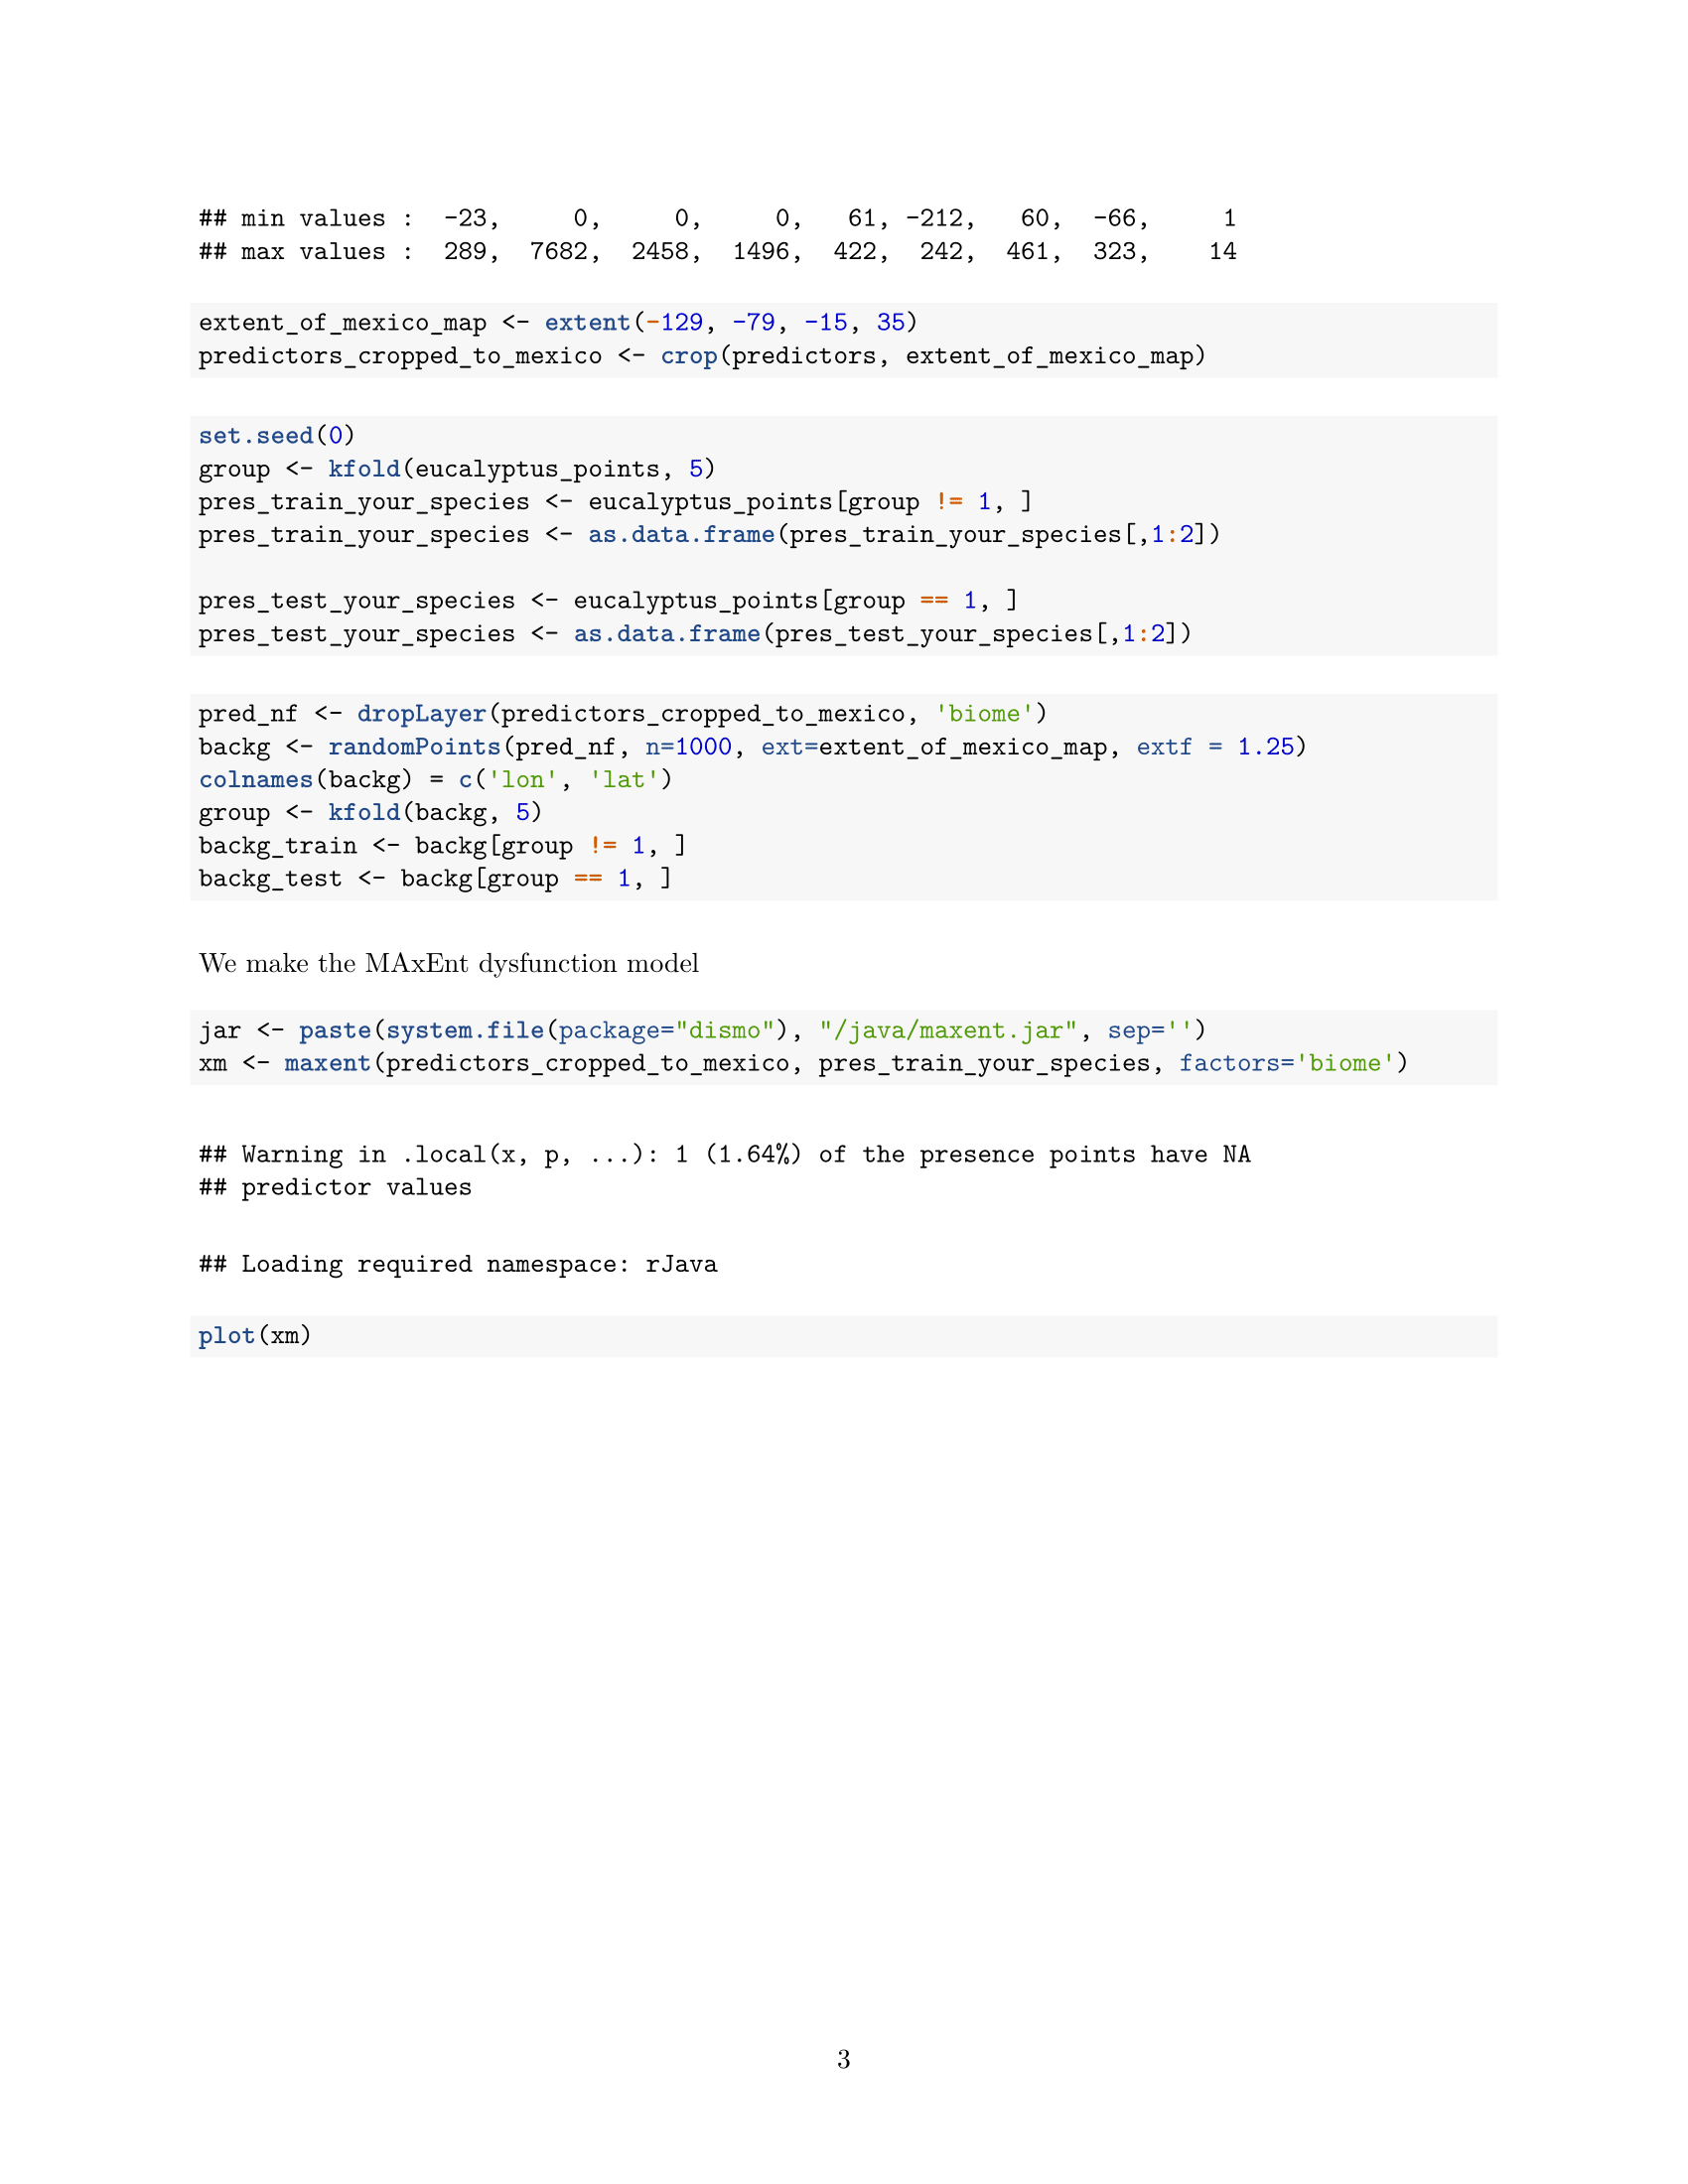 ## min values :  -23,     0,     0,     0,   61, -212,   60,  -66,     1
## max values :  289,  7682,  2458,  1496,  422,  242,  461,  323,    14
extent_of_mexico_map <- extent(-129, -79, -15, 35)
predictors_cropped_to_mexico <- crop(predictors, extent_of_mexico_map)
set.seed(0)
group <- kfold(eucalyptus_points, 5)
pres_train_your_species <- eucalyptus_points[group != 1, ]
pres_train_your_species <- as.data.frame(pres_train_your_species[,1:2])
pres_test_your_species <- eucalyptus_points[group == 1, ]
pres_test_your_species <- as.data.frame(pres_test_your_species[,1:2])
pred_nf <- dropLayer(predictors_cropped_to_mexico, 'biome')
backg <- randomPoints(pred_nf, n=1000, ext=extent_of_mexico_map, extf = 1.25)
colnames(backg) = c('lon', 'lat')
group <- kfold(backg, 5)
backg_train <- backg[group != 1, ]
backg_test <- backg[group == 1, ]
We make the MAxEnt dysfunction model
jar <- paste(system.file(package="dismo"), "/java/maxent.jar", sep='')
xm <- maxent(predictors_cropped_to_mexico, pres_train_your_species, factors='biome')
## Warning in .local(x, p, ...): 1 (1.64%) of the presence points have NA
## predictor values
## Loading required namespace: rJava
plot(xm)
3